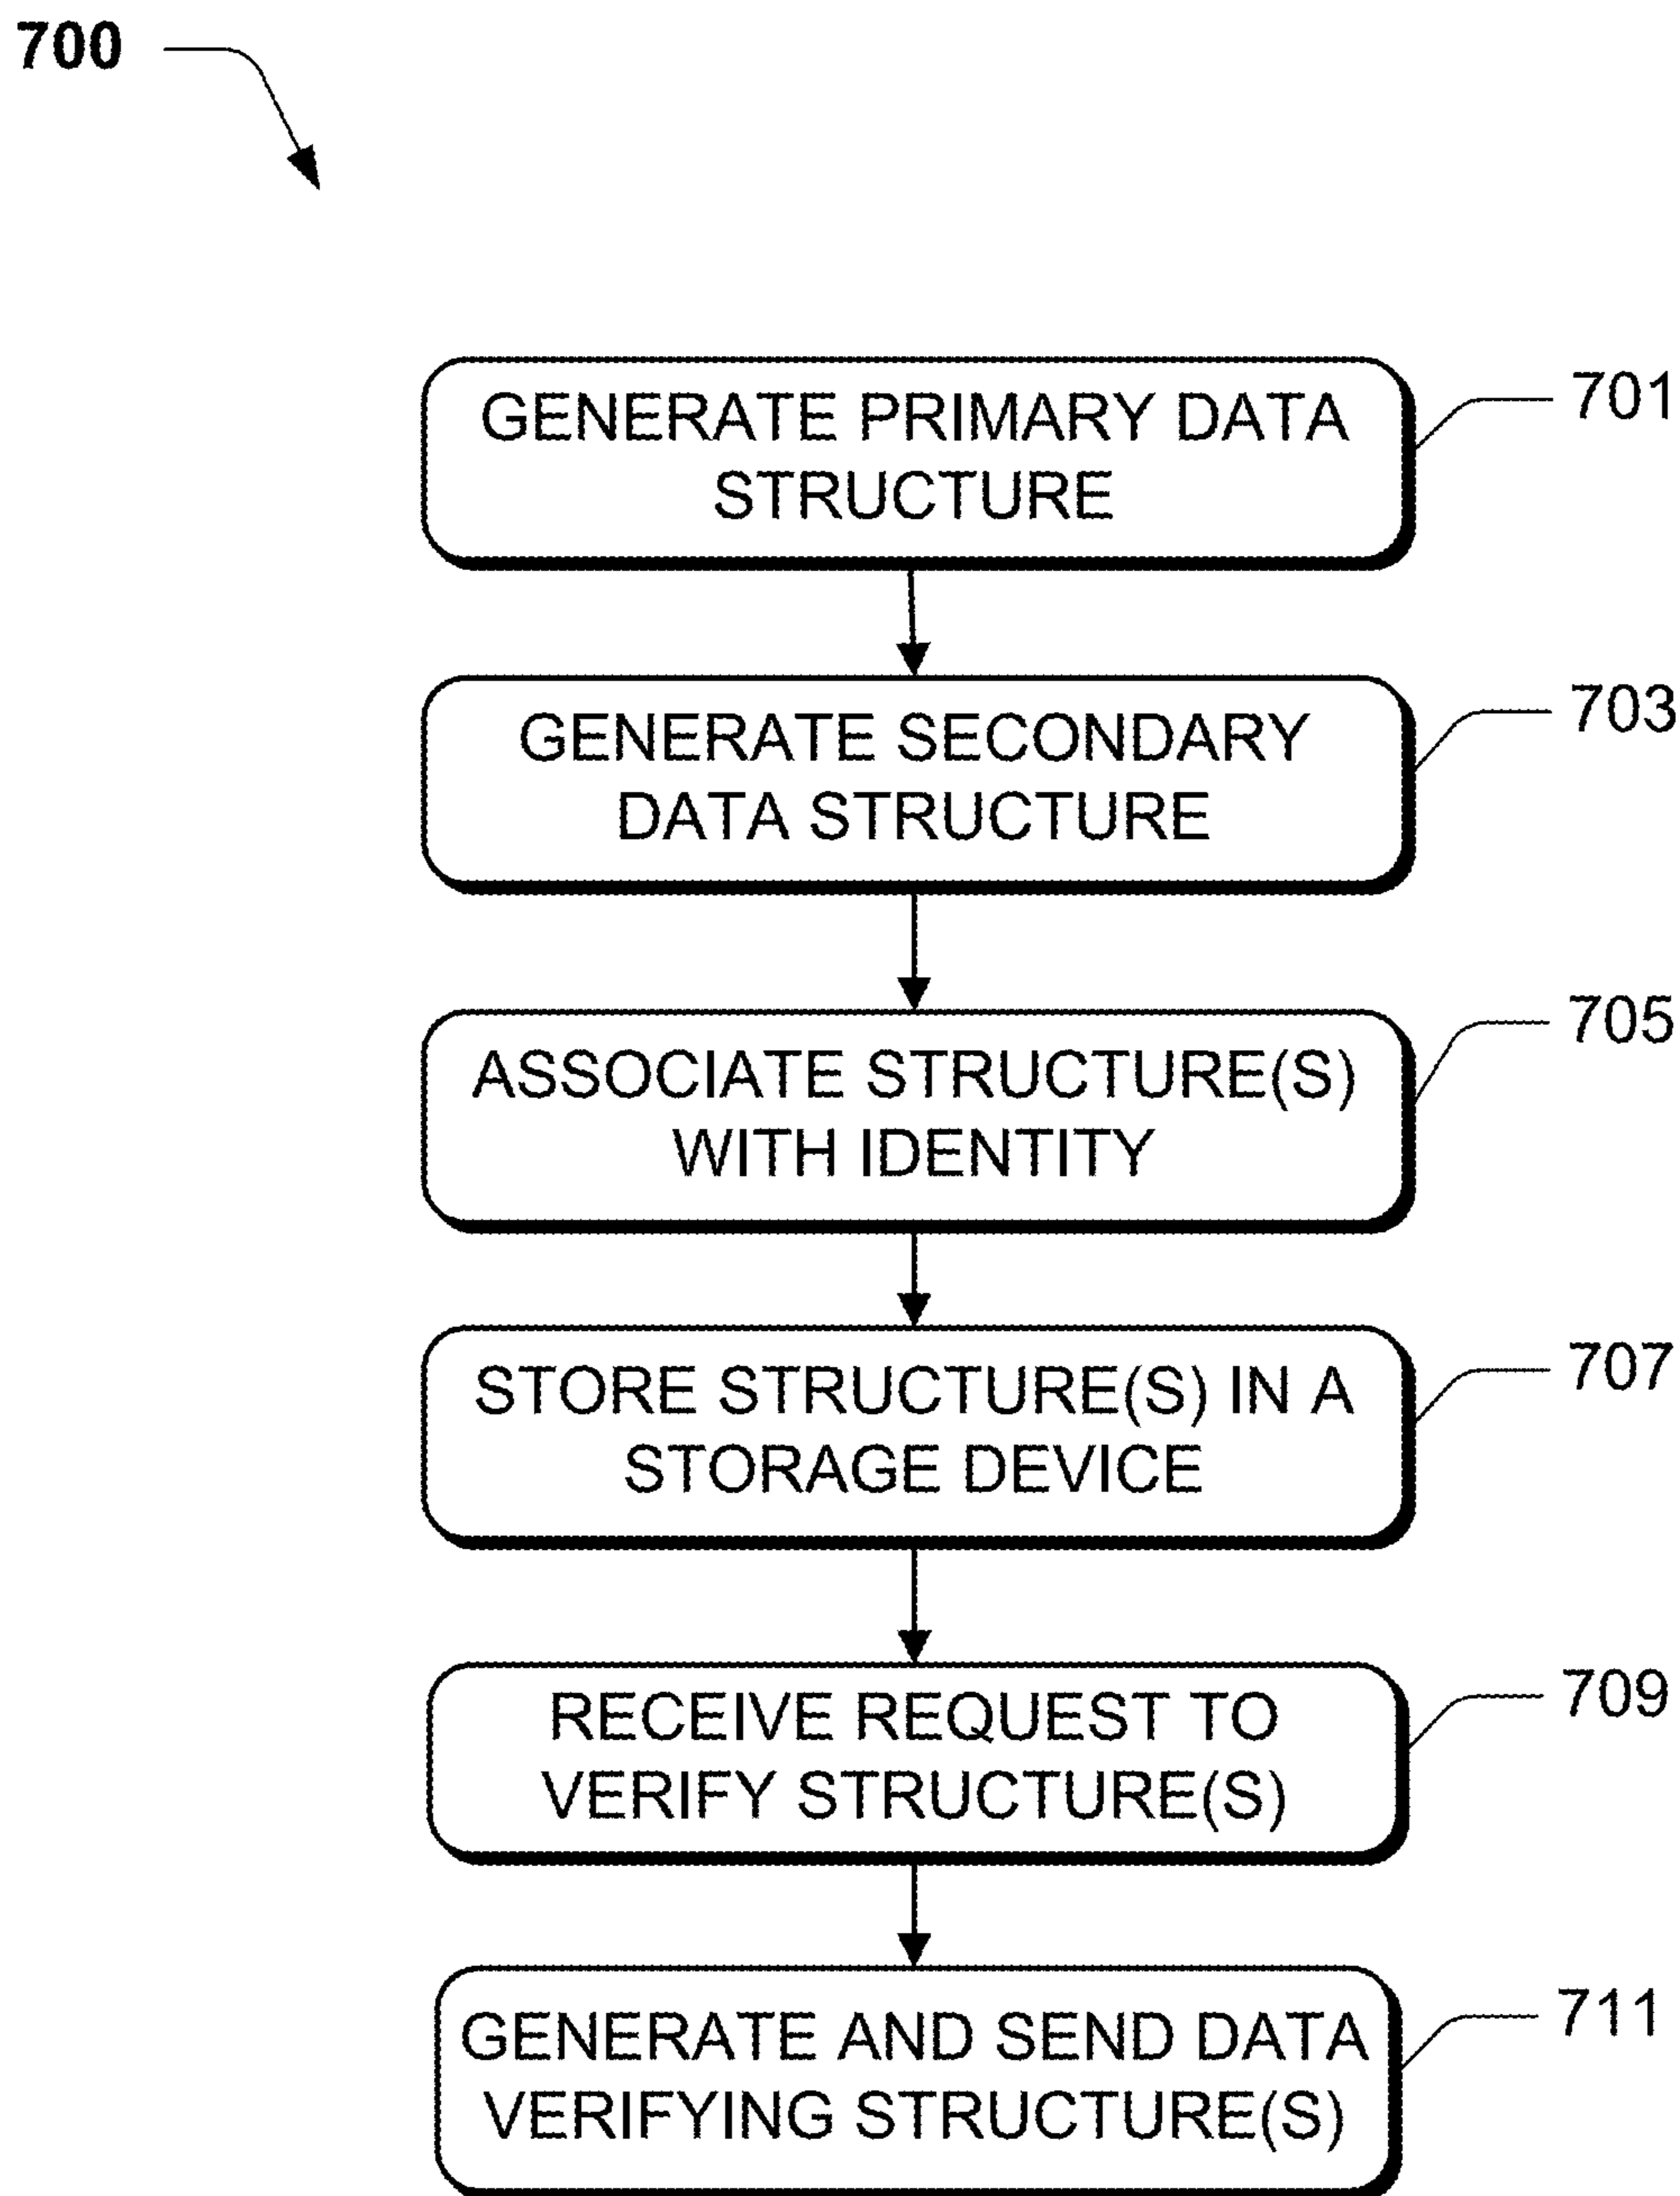 700
GENERATE PRIMARY DATA
STRUCTURE
701
GENERATE SECONDARY
DATA STRUCTURE
703
ASSOCIATE STRUCTURE(S)
WITH IDENTITY
705
STORE STRUCTURE(S) IN A
STORAGE DEVICE
707
RECEIVE REQUEST TO
VERIFY STRUCTURE(S)
709
GENERATE AND SEND DATA
VERIFYING STRUCTURE(S)
711